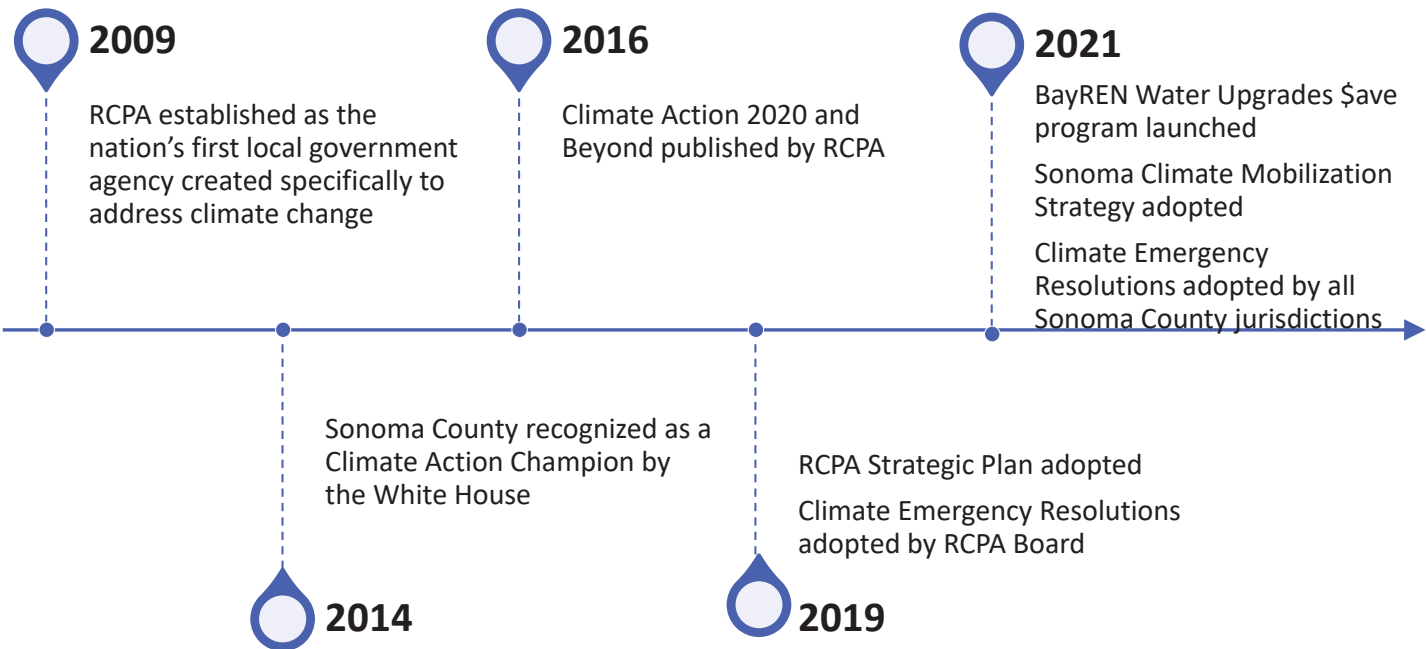 2009
RCPA established as the
nation’s first local government
agency created specifically to
address climate change
2014
Sonoma County recognized as a
Climate Action Champion by
the White House
2016
Climate Action 2020 and
Beyond published by RCPA
2019
RCPA Strategic Plan adopted
Climate Emergency Resolutions
adopted by RCPA Board
2021
BayREN Water Upgrades $ave
program launched
Sonoma Climate Mobilization
Strategy adopted
Climate Emergency
Resolutions adopted by all
Sonoma County jurisdictions